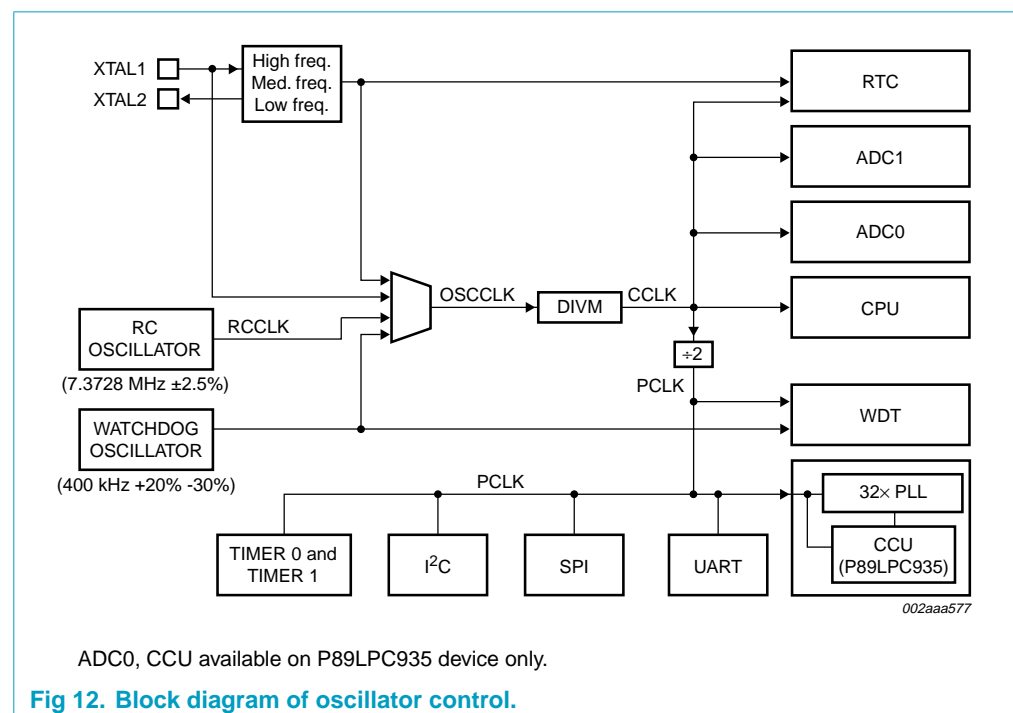 XTAL1
XTAL2
High freq.
Med. freq.
Low freq.
RTC
ADC1
ADC0
CPU
OSCCLK
DIVM
CCLK
RC
OSCILLATOR
RCCLK
(7.3728 MHz ±2.5%)
÷2
PCLK
WATCHDOG
OSCILLATOR
(400 kHz +20% -30%)
WDT
PCLK
32× PLL
CCU
(P89LPC935)
TIMER 0 and
TIMER 1
I²C
SPI
UART
002aaa577
ADC0, CCU available on P89LPC935 device only.
Fig 12. Block diagram of oscillator control.